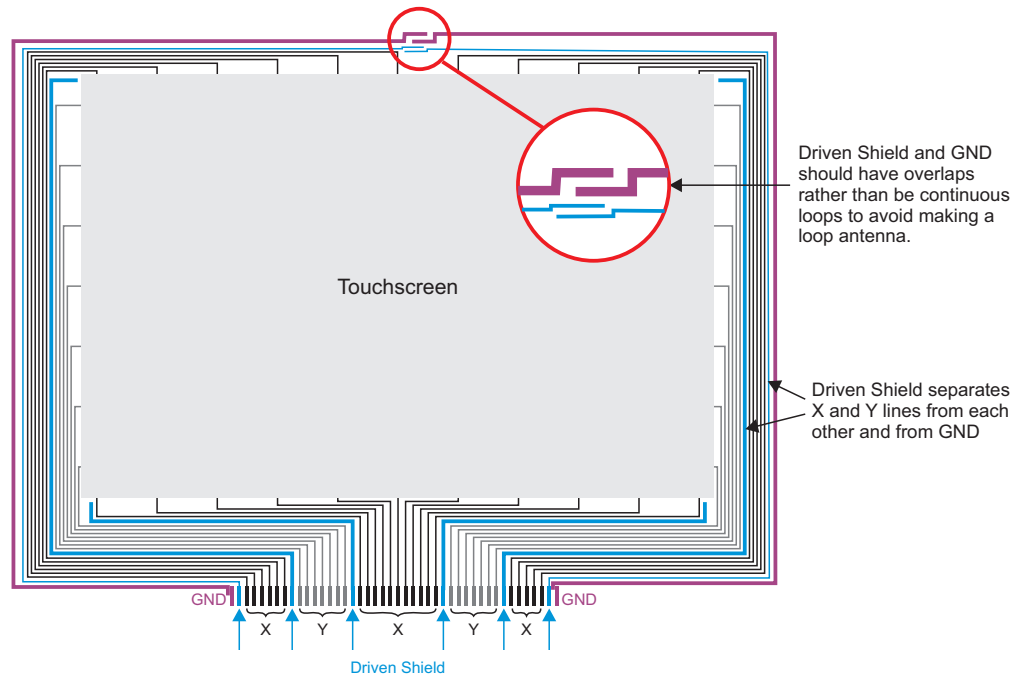 Driven Shield and GND
should have overlaps
rather than be continuous
loops to avoid making a
loop antenna.
Touchscreen
Driven Shield separates
X and Y lines from each
other and from GND
GND
GND
X
Y
X
Y
X
Driven Shield